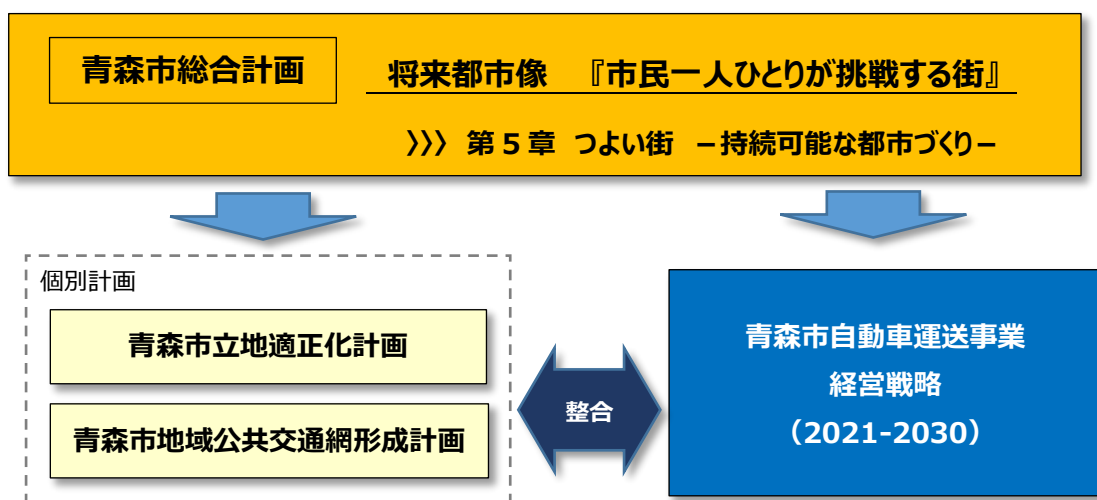 青森市総合計画
将来都市像 『市民一人ひとりが挑戦する街』
〉〉〉 第5章 つよい街 －持続可能な都市づくり－
個別計画
青森市立地適正化計画
青森市地域公共交通網形成計画
整合
青森市自動車運送事業
経営戦略
（2021-2030）